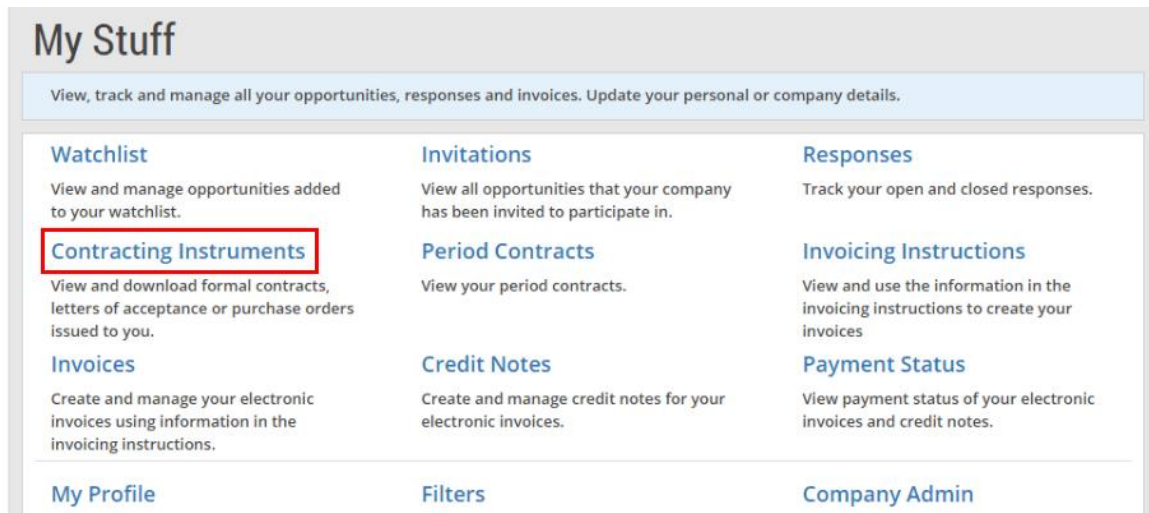 My Stuff
View, track and manage all your opportunities, responses and invoices. Update your personal or company details.
Watchlist
View and manage opportunities added
to your watchlist.
Invitations
View all opportunities that your company
has been invited to participate in.
Responses
Track your open and closed responses.
Contracting Instruments
View and download formal contracts,
letters of acceptance or purchase orders
issued to you.
Period Contracts
View your period contracts.
Invoicing Instructions
View and use the information in the
invoicing instructions to create your
invoices
Invoices
Create and manage your electronic
invoices using information in the
invoicing instructions.
Credit Notes
Create and manage credit notes for your
electronic invoices.
Payment Status
View payment status of your electronic
invoices and credit notes.
My Profile
Filters
Company Admin